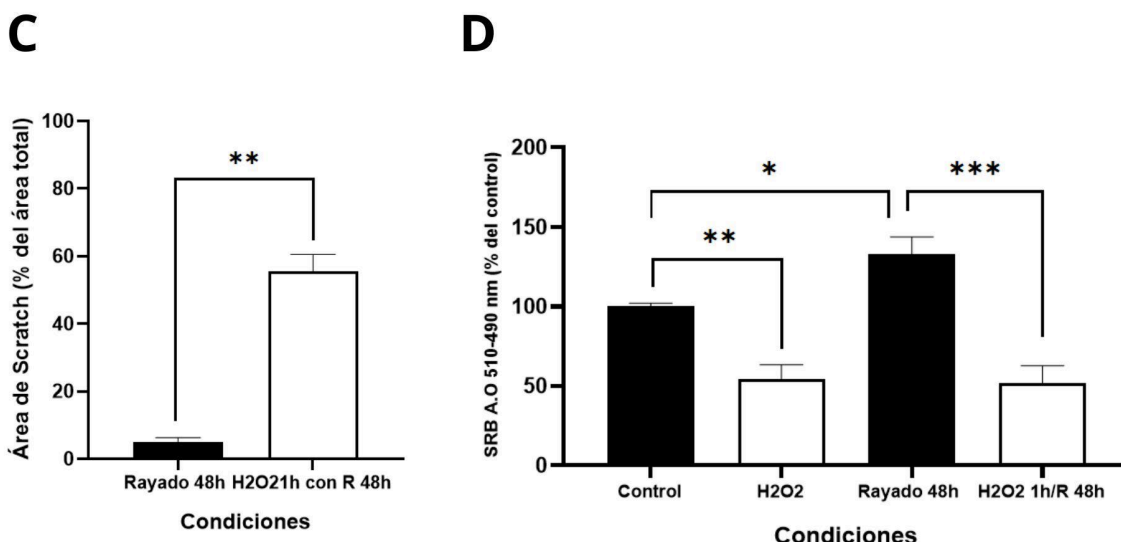 C
Área de Scratch (% del área total)
100
80
60
40
20
0
**
Rayado 48h H2O21h con R 48h
Condiciones
D
SRB A.O 510-490 nm (% del control)
200
150
100
50
0
*
***
**
Control H2O2 Rayado 48h H2O2 1h/R 48h
Condiciones